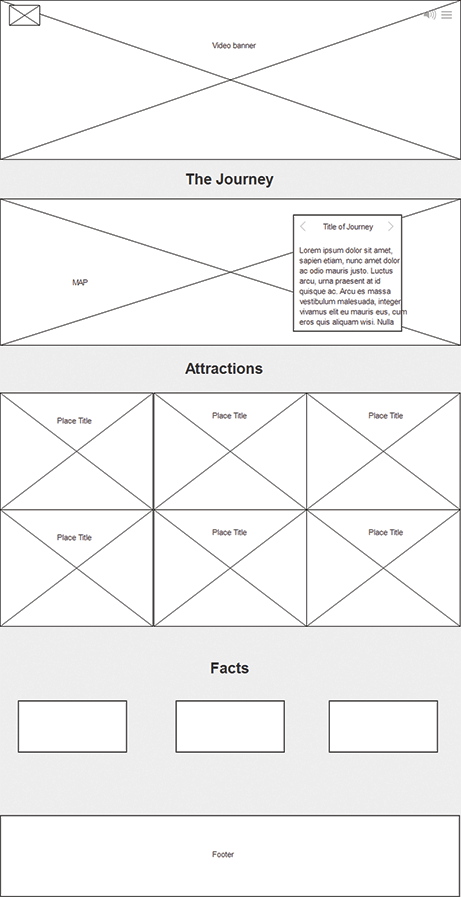 Video banner
The Journey
Title of Journey
Lorem ipsum dolor sit amet,
sapien etiam, nunc amet dolor
ac odio mauris justo. Luctus
arcu, urna praesent at id
quisque ac. Arcu es massa
vestibulum malesuada, integer
vivamus elit eu mauris eus, cum
eros quis aliquam wisi. Nulla
MAP
Attractions
Place Title
Place Title
Place Title
Place Title
Place Title
Place Title
Facts
Footer